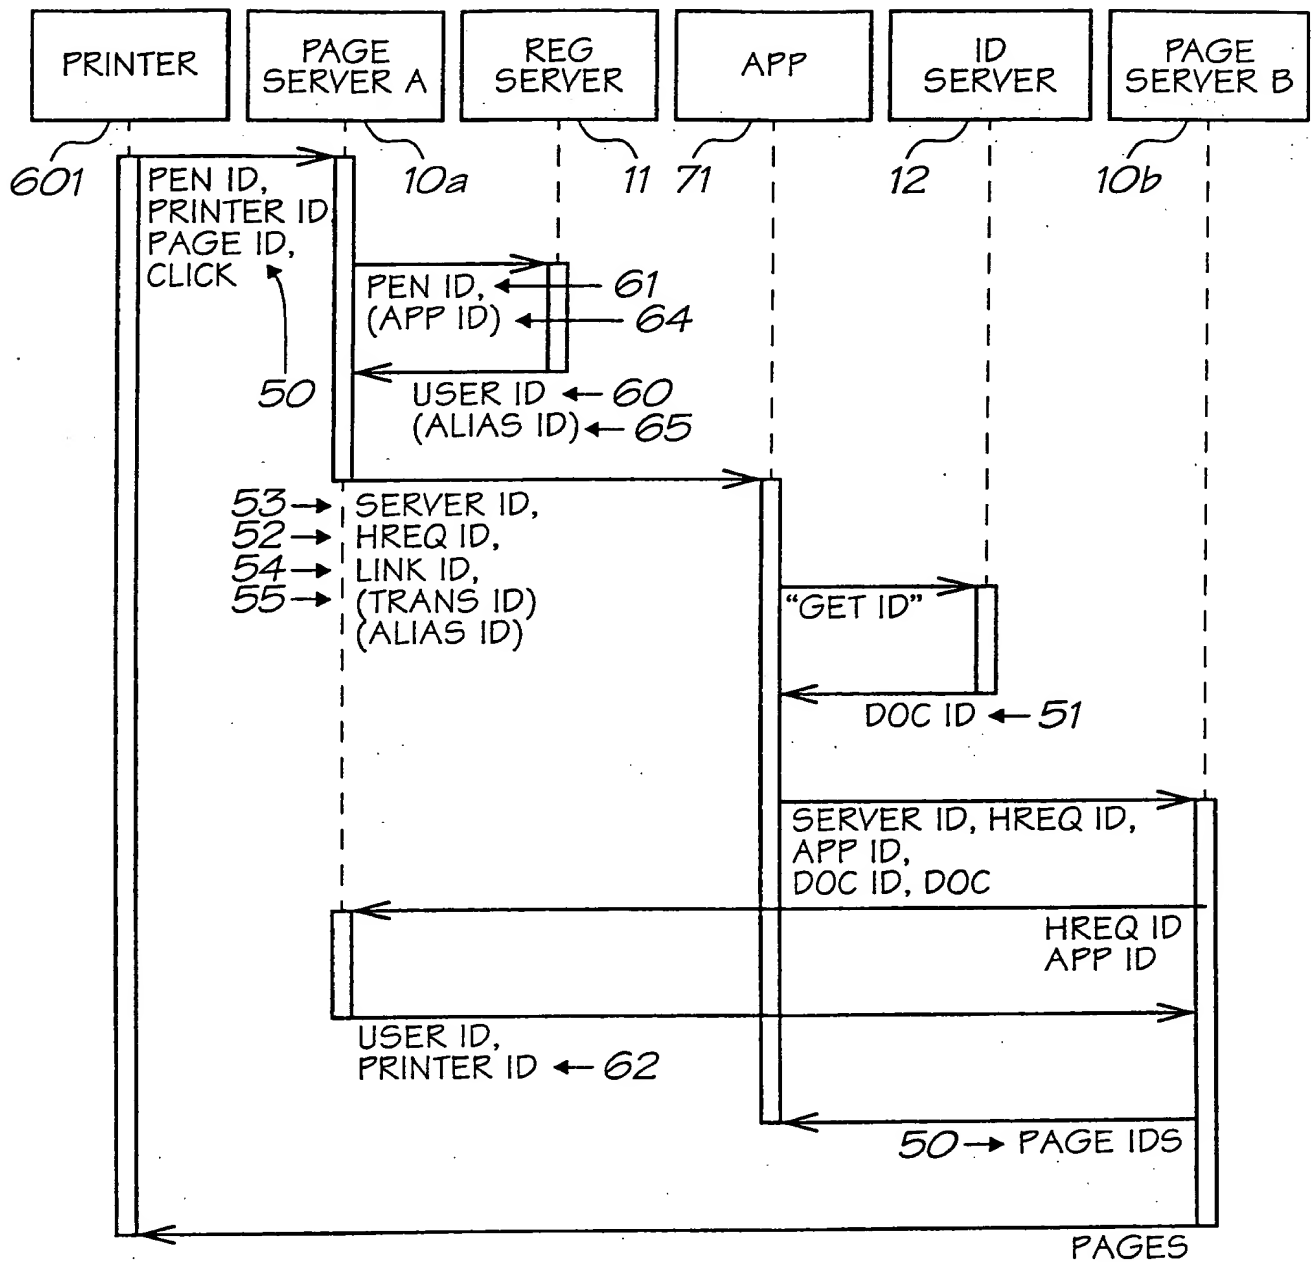 PRINTER
PAGE
SERVER A
REG
SERVER
APP
ID
SERVER
PAGE
SERVER B
601
10a
11
71
12
10b
PEN ID,
PRINTER ID
PAGE ID,
CLICK
50
PEN ID,
61
(APP ID)
64
USER ID
60
(ALIAS ID)
65
53
SERVER ID,
52
HREQ ID,
54
LINK ID,
55
(TRANS ID)
(ALIAS ID)
"GET ID"
DOC ID
51
SERVER ID, HREQ ID,
APP ID,
DOC ID, DOC
HREQ ID
APP ID
USER ID,
PRINTER ID
62
50
PAGE IDS
PAGES